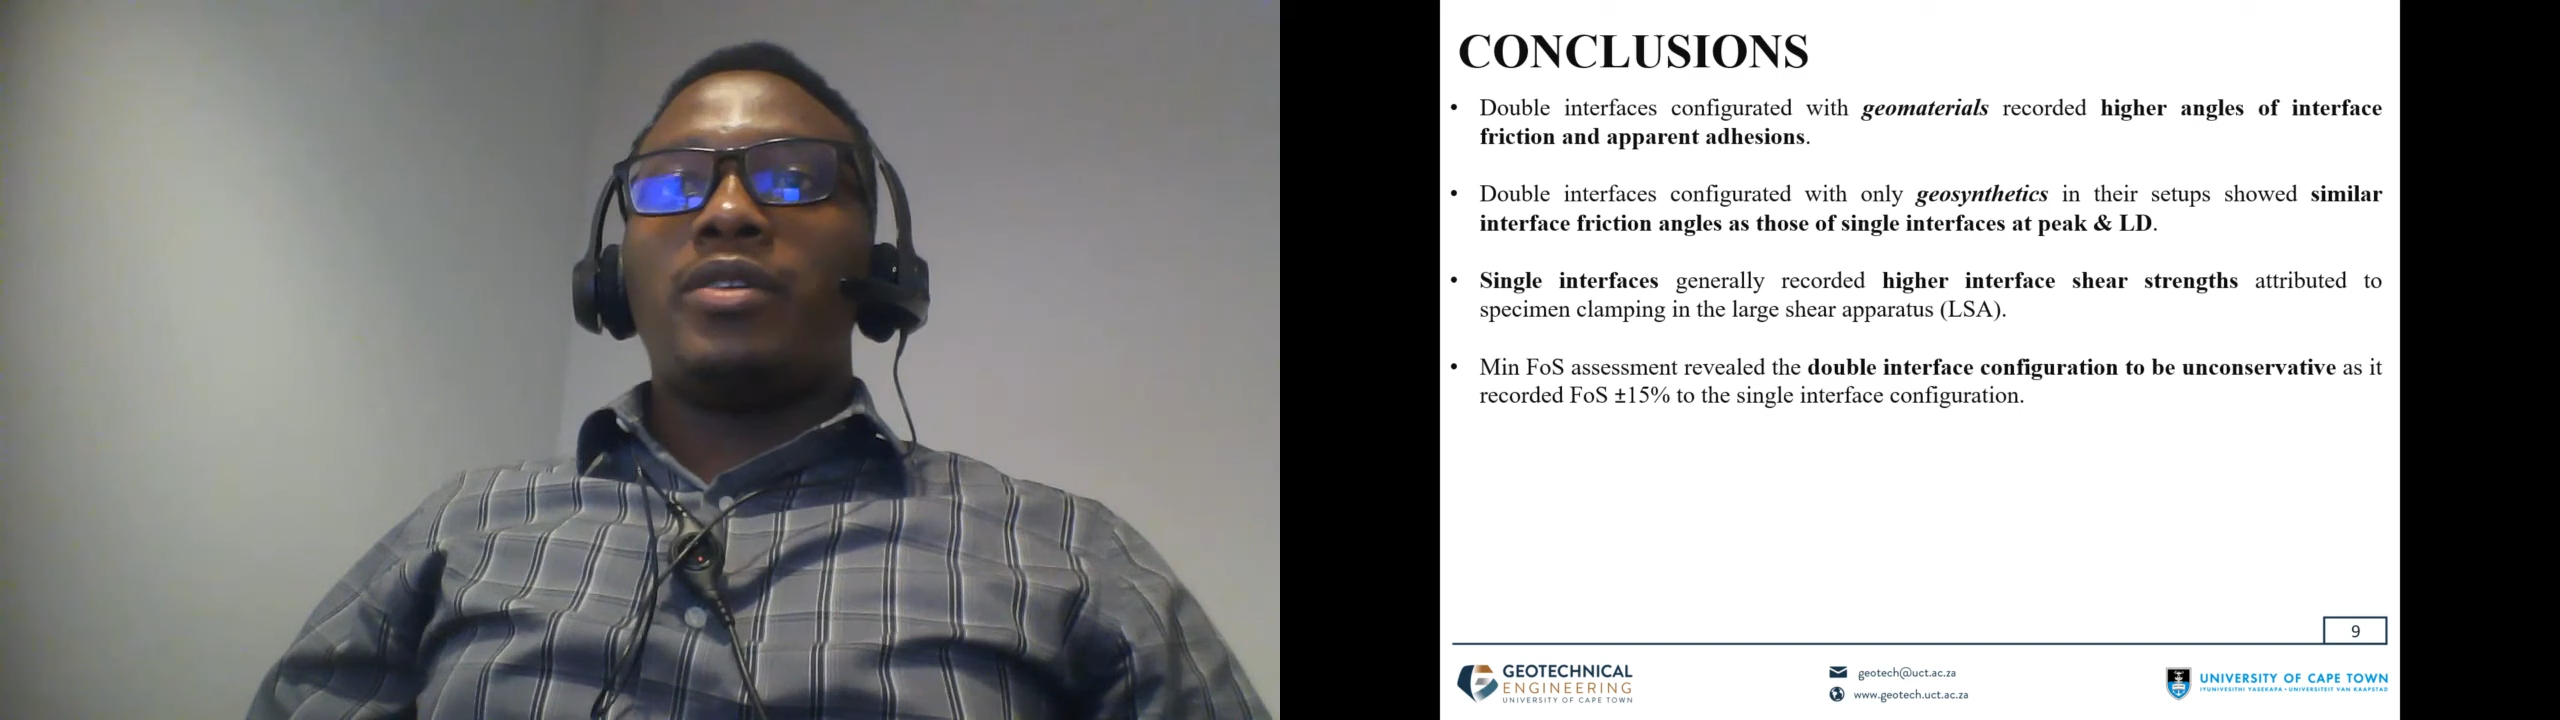 CONCLUSIONS
• Double interfaces configurated with geomaterials recorded higher angles of interface
friction and apparent adhesions.
• Double interfaces configurated with only geosynthetics in their setups showed similar
interface friction angles as those of single interfaces at peak & LD.
• Single interfaces generally recorded higher interface shear strengths attributed to
specimen clamping in the large shear apparatus (LSA).
• Min FoS assessment revealed the double interface configuration to be unconservative as it
recorded FoS ±15% to the single interface configuration.
9
GEOTECHNICAL
ENGINEERING
UNIVERSITY OF CAPE TOWN
geotech@uct.ac.za
www.geotech.uct.ac.za
UNIVERSITY OF CAPE TOWN
IYUNIVESITHI YASEKAPA • UNIVERSITEIT VAN KAAPSTAD